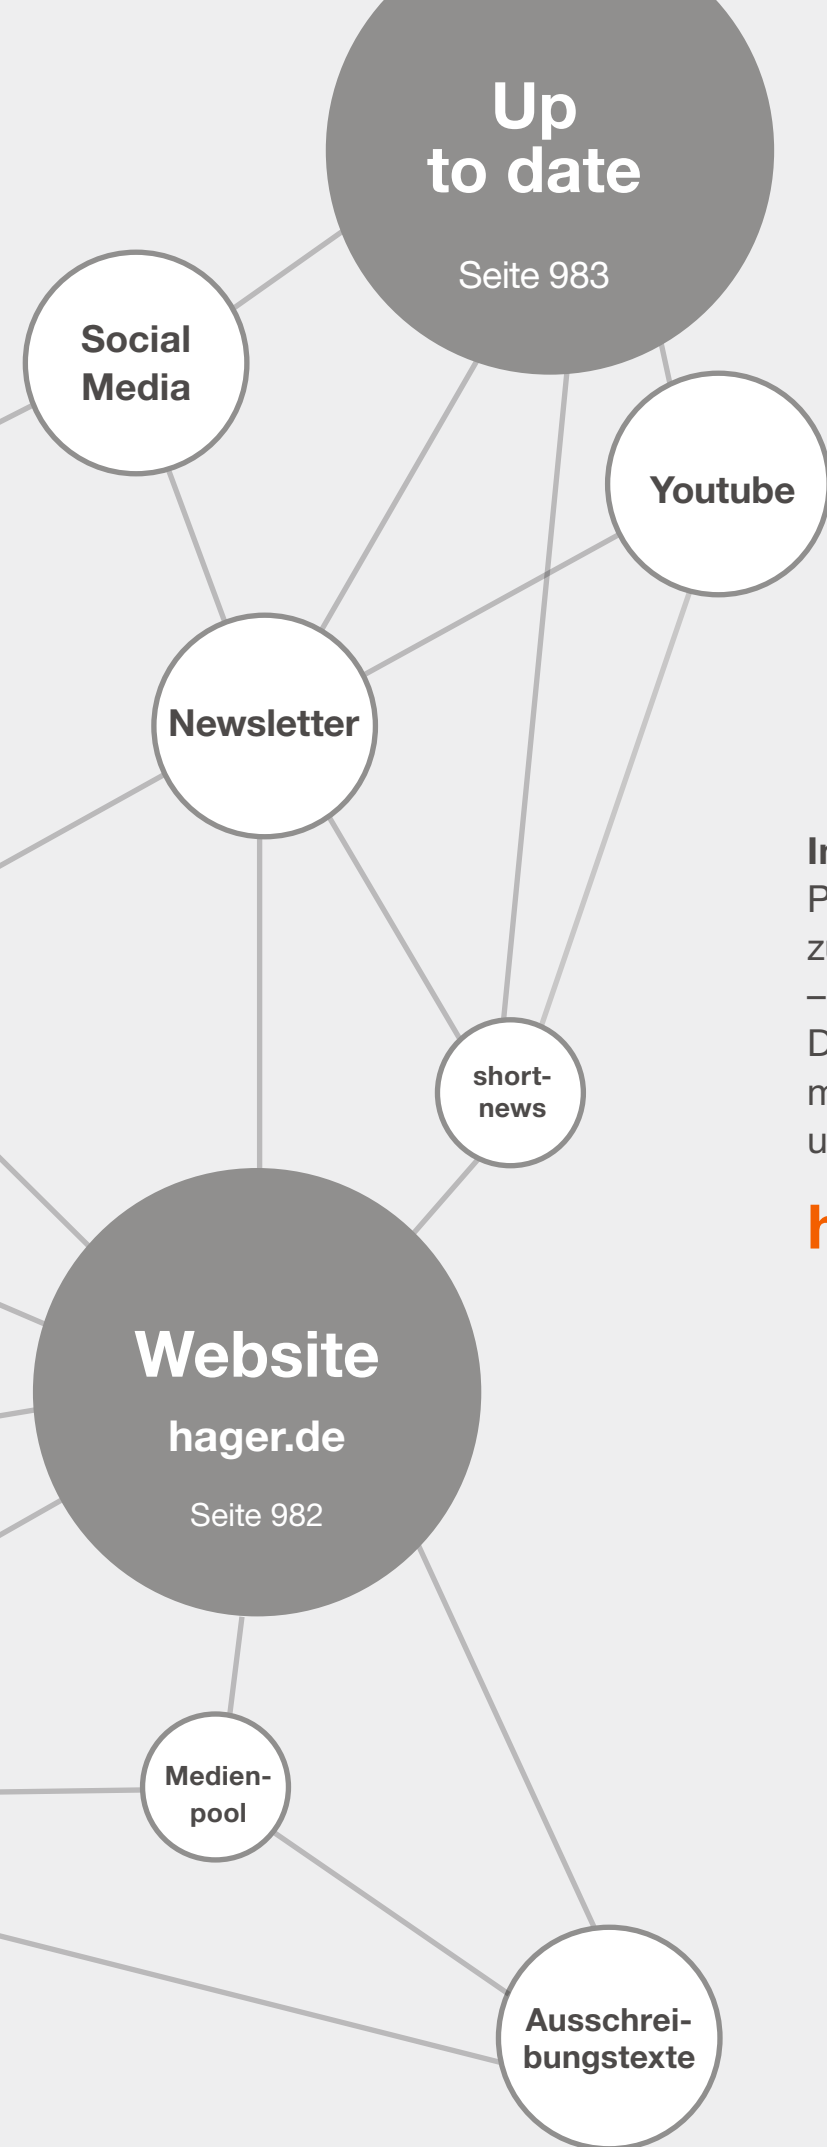 Up
to date
Seite 983
Social
Media
Youtube
Newsletter
short-
news
Website
hager.de
Seite 982
Medien-
pool
Ausschrei-
bungstexte